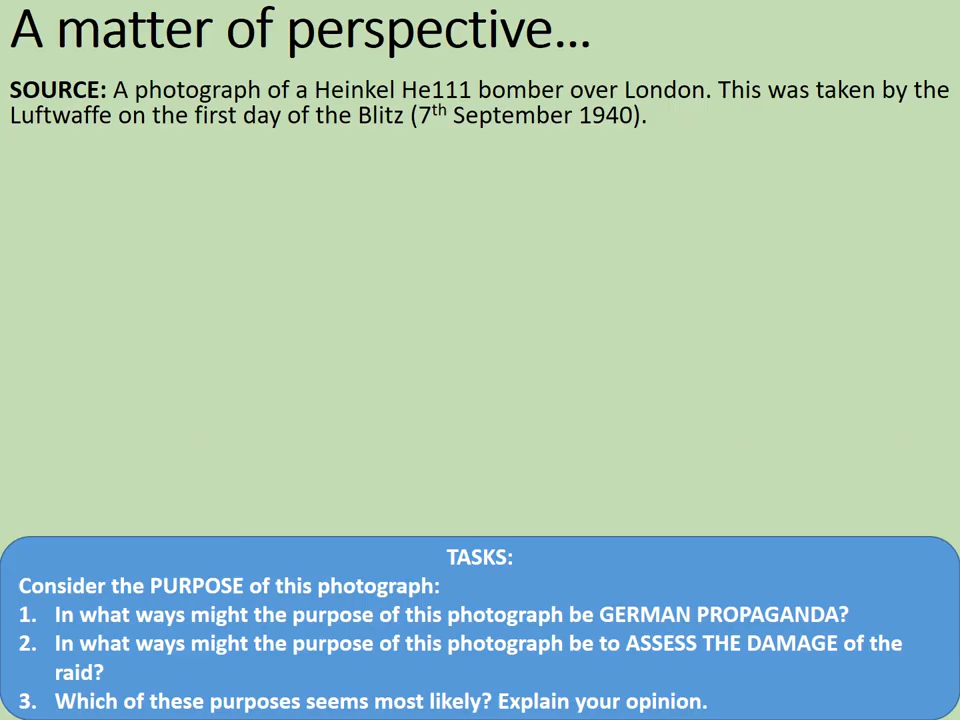 A matter of perspective...
SOURCE: A photograph of a Heinkel He111 bomber over London. This was taken by the
Luftwaffe on the first day of the Blitz (7th September 1940).
TASKS:
Consider the PURPOSE of this photograph:
1. In what ways might the purpose of this photograph be GERMAN PROPAGANDA?
2. In what ways might the purpose of this photograph be to ASSESS THE DAMAGE of the
raid?
3. Which of these purposes seems most likely? Explain your opinion.